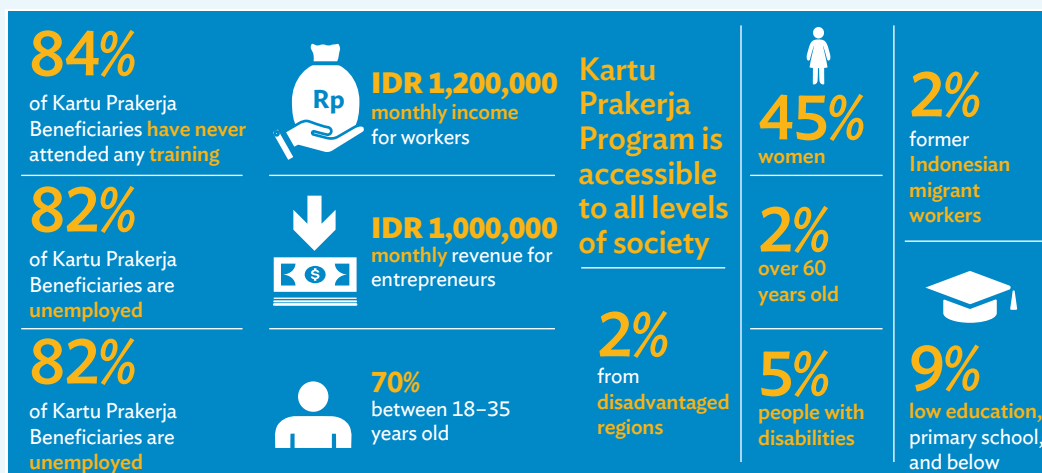 84%
of Kartu Prakerja
Beneficiaries have never
attended any training
82%
of Kartu Prakerja
Beneficiaries are
unemployed
82%
of Kartu Prakerja
Beneficiaries are
unemployed
Rp
IDR 1,200,000
monthly income
for workers
$
IDR 1,000,000
monthly revenue for
entrepreneurs
70%
between 18–35
years old
Kartu
Prakerja
Program is
accessible
to all levels
of society
2%
from
disadvantaged
regions
45%
women
2%
over 60
years old
5%
people with
disabilities
2%
former
Indonesian
migrant
workers
9%
low education,
primary school,
and below